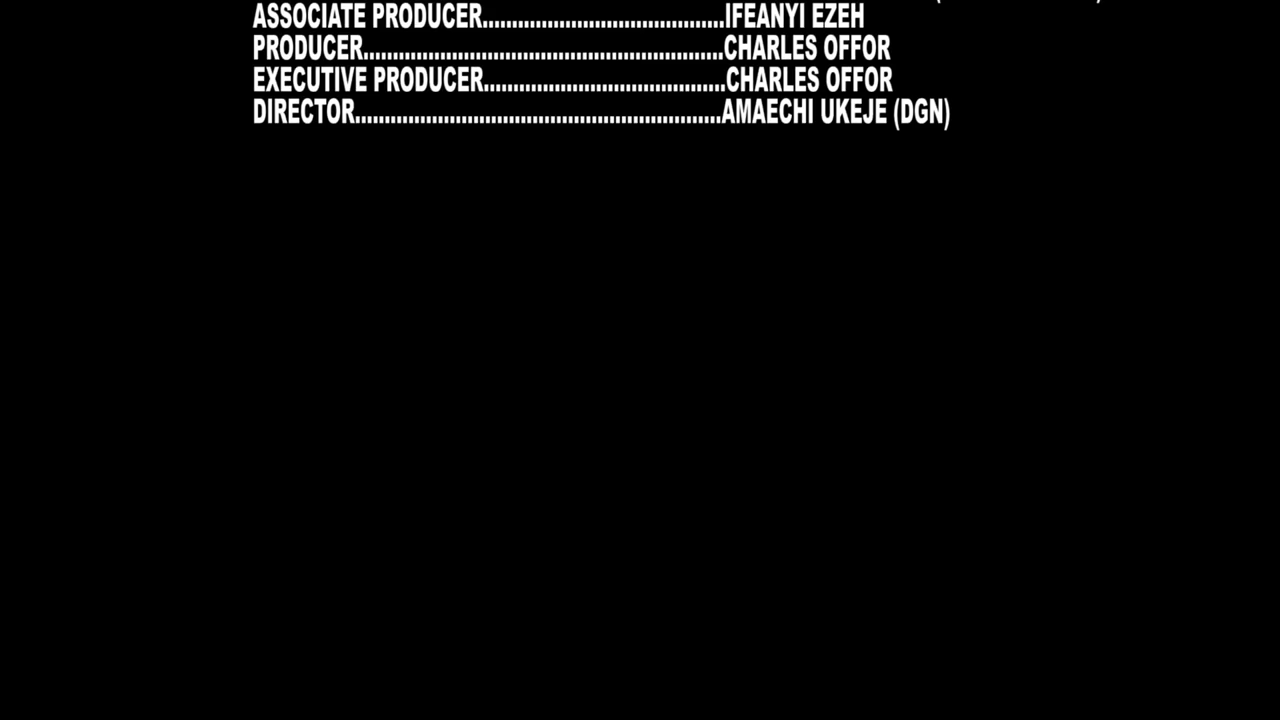 ASSOCIATE PRODUCER.........................................IFEANYI EZEH
PRODUCER.............................................................CHARLES OFFOR
EXECUTIVE PRODUCER.........................................CHARLES OFFOR
DIRECTOR..............................................................AMAECHI UKEJE (DGN)